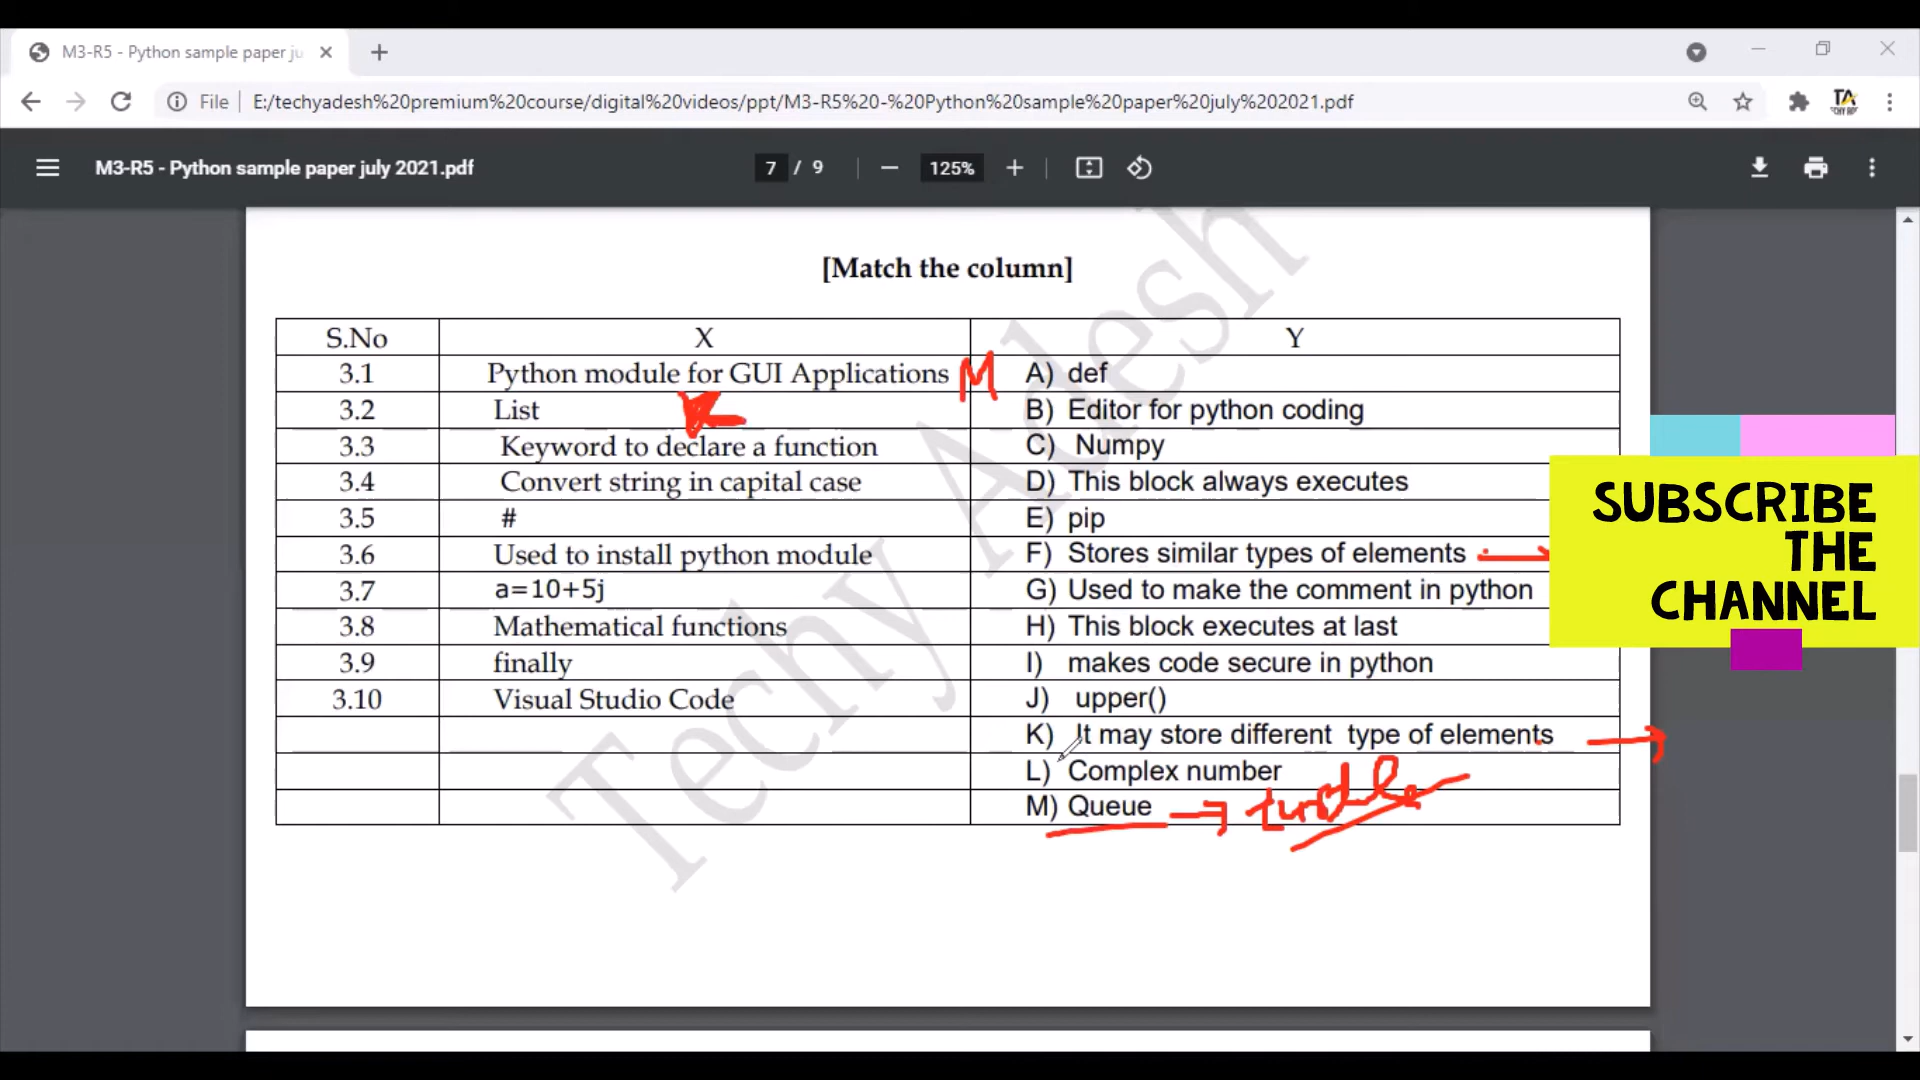 M3-R5 - Python sample paper ju
File E:/techyadesh%20premium%20course/digital%20videos/ppt/M3-R5%20-%20Python%20sample%20paper%20july%202021.pdf
TA
M3-R5 - Python sample paper july 2021.pdf 7 / 9 125%
[Match the column]
S.No X Y
3.1 Python module for GUI Applications M A) def
3.2 List B) Editor for python coding
3.3 Keyword to declare a function C) Numpy
3.4 Convert string in capital case D) This block always executes
3.5 # E) pip
3.6 Used to install python module F) Stores similar types of elements
3.7 a=10+5j G) Used to make the comment in python
3.8 Mathematical functions H) This block executes at last
3.9 finally I) makes code secure in python
3.10 Visual Studio Code J) upper()
K) It may store different type of elements
L) Complex number
M) Queue
Techy Adesh
SUBSCRIBE
THE
CHANNEL